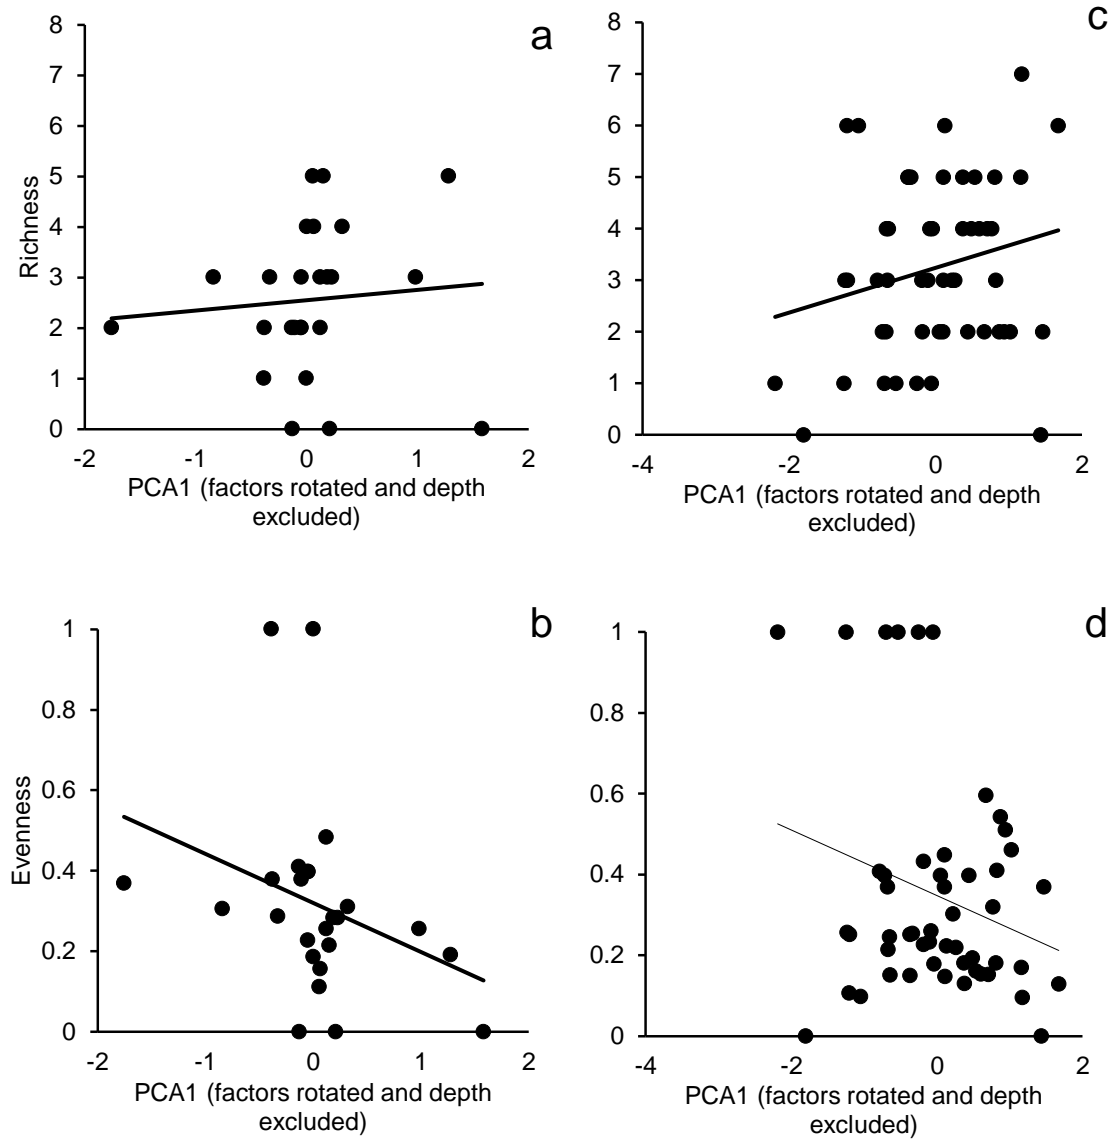 a
8
7
6
5
4
3
2
1
0
Richness
-2 -1 0 1 2
PCA1 (factors rotated and depth
excluded)
c
8
7
6
5
4
3
2
1
0
-4 -2 0 2
PCA1 (factors rotated and depth
excluded)
b
1
0.8
0.6
0.4
0.2
0
Evenness
-2 -1 0 1 2
PCA1 (factors rotated and depth
excluded)
d
1
0.8
0.6
0.4
0.2
0
-4 -2 0 2
PCA1 (factors rotated and depth
excluded)